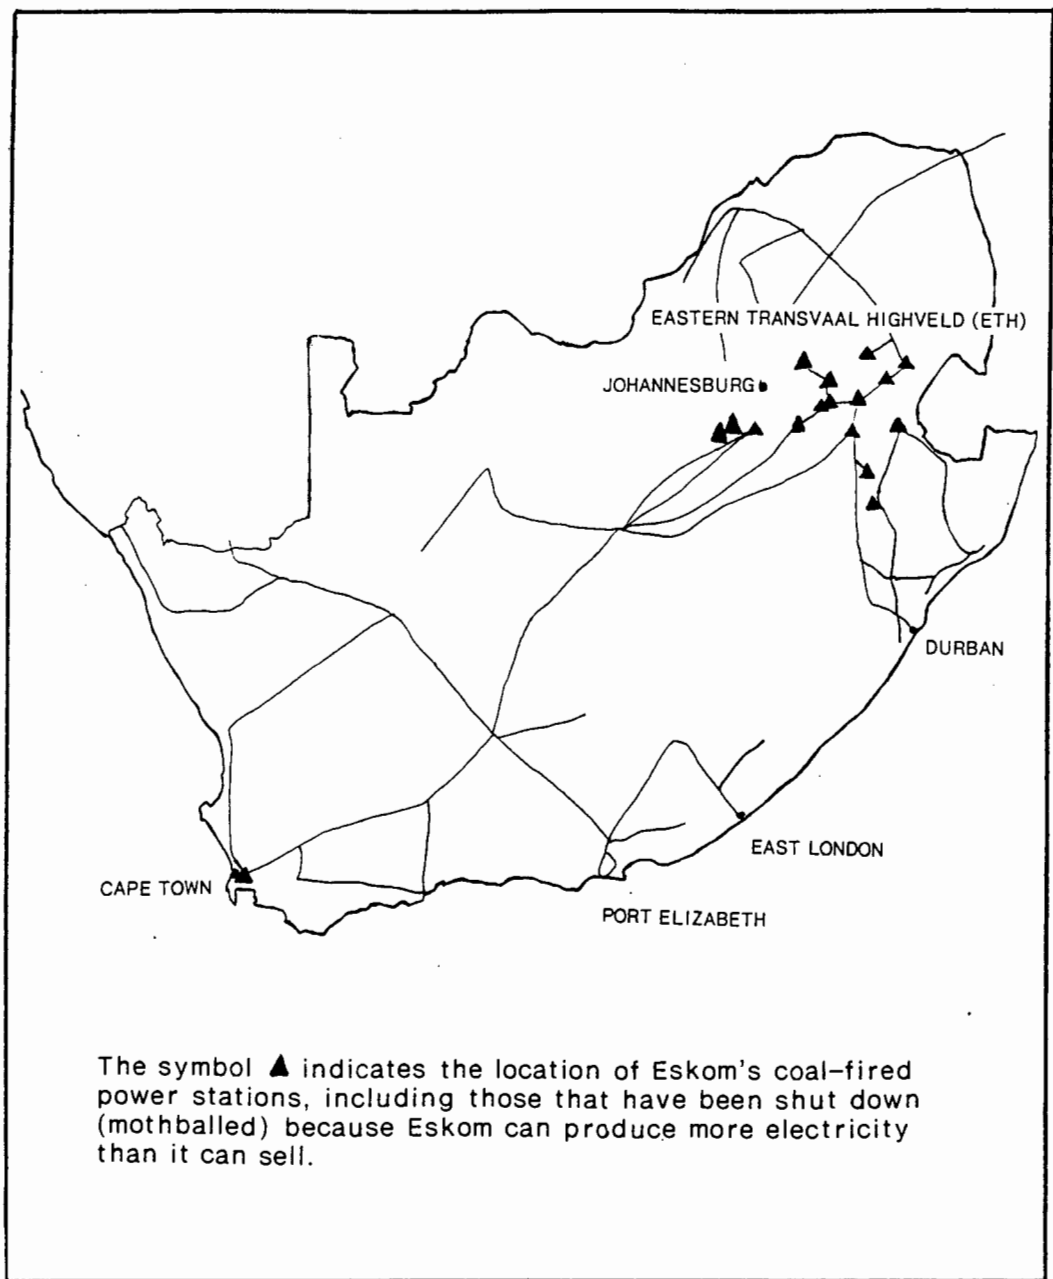 EASTERN TRANSVAAL HIGHVELD (ETH)
JOHANNESBURG
DURBAN
EAST LONDON
CAPE TOWN
PORT ELIZABETH
The symbol ▲ indicates the location of Eskom's coal-fired
power stations, including those that have been shut down
(mothballed) because Eskom can produce more electricity
than it can sell.